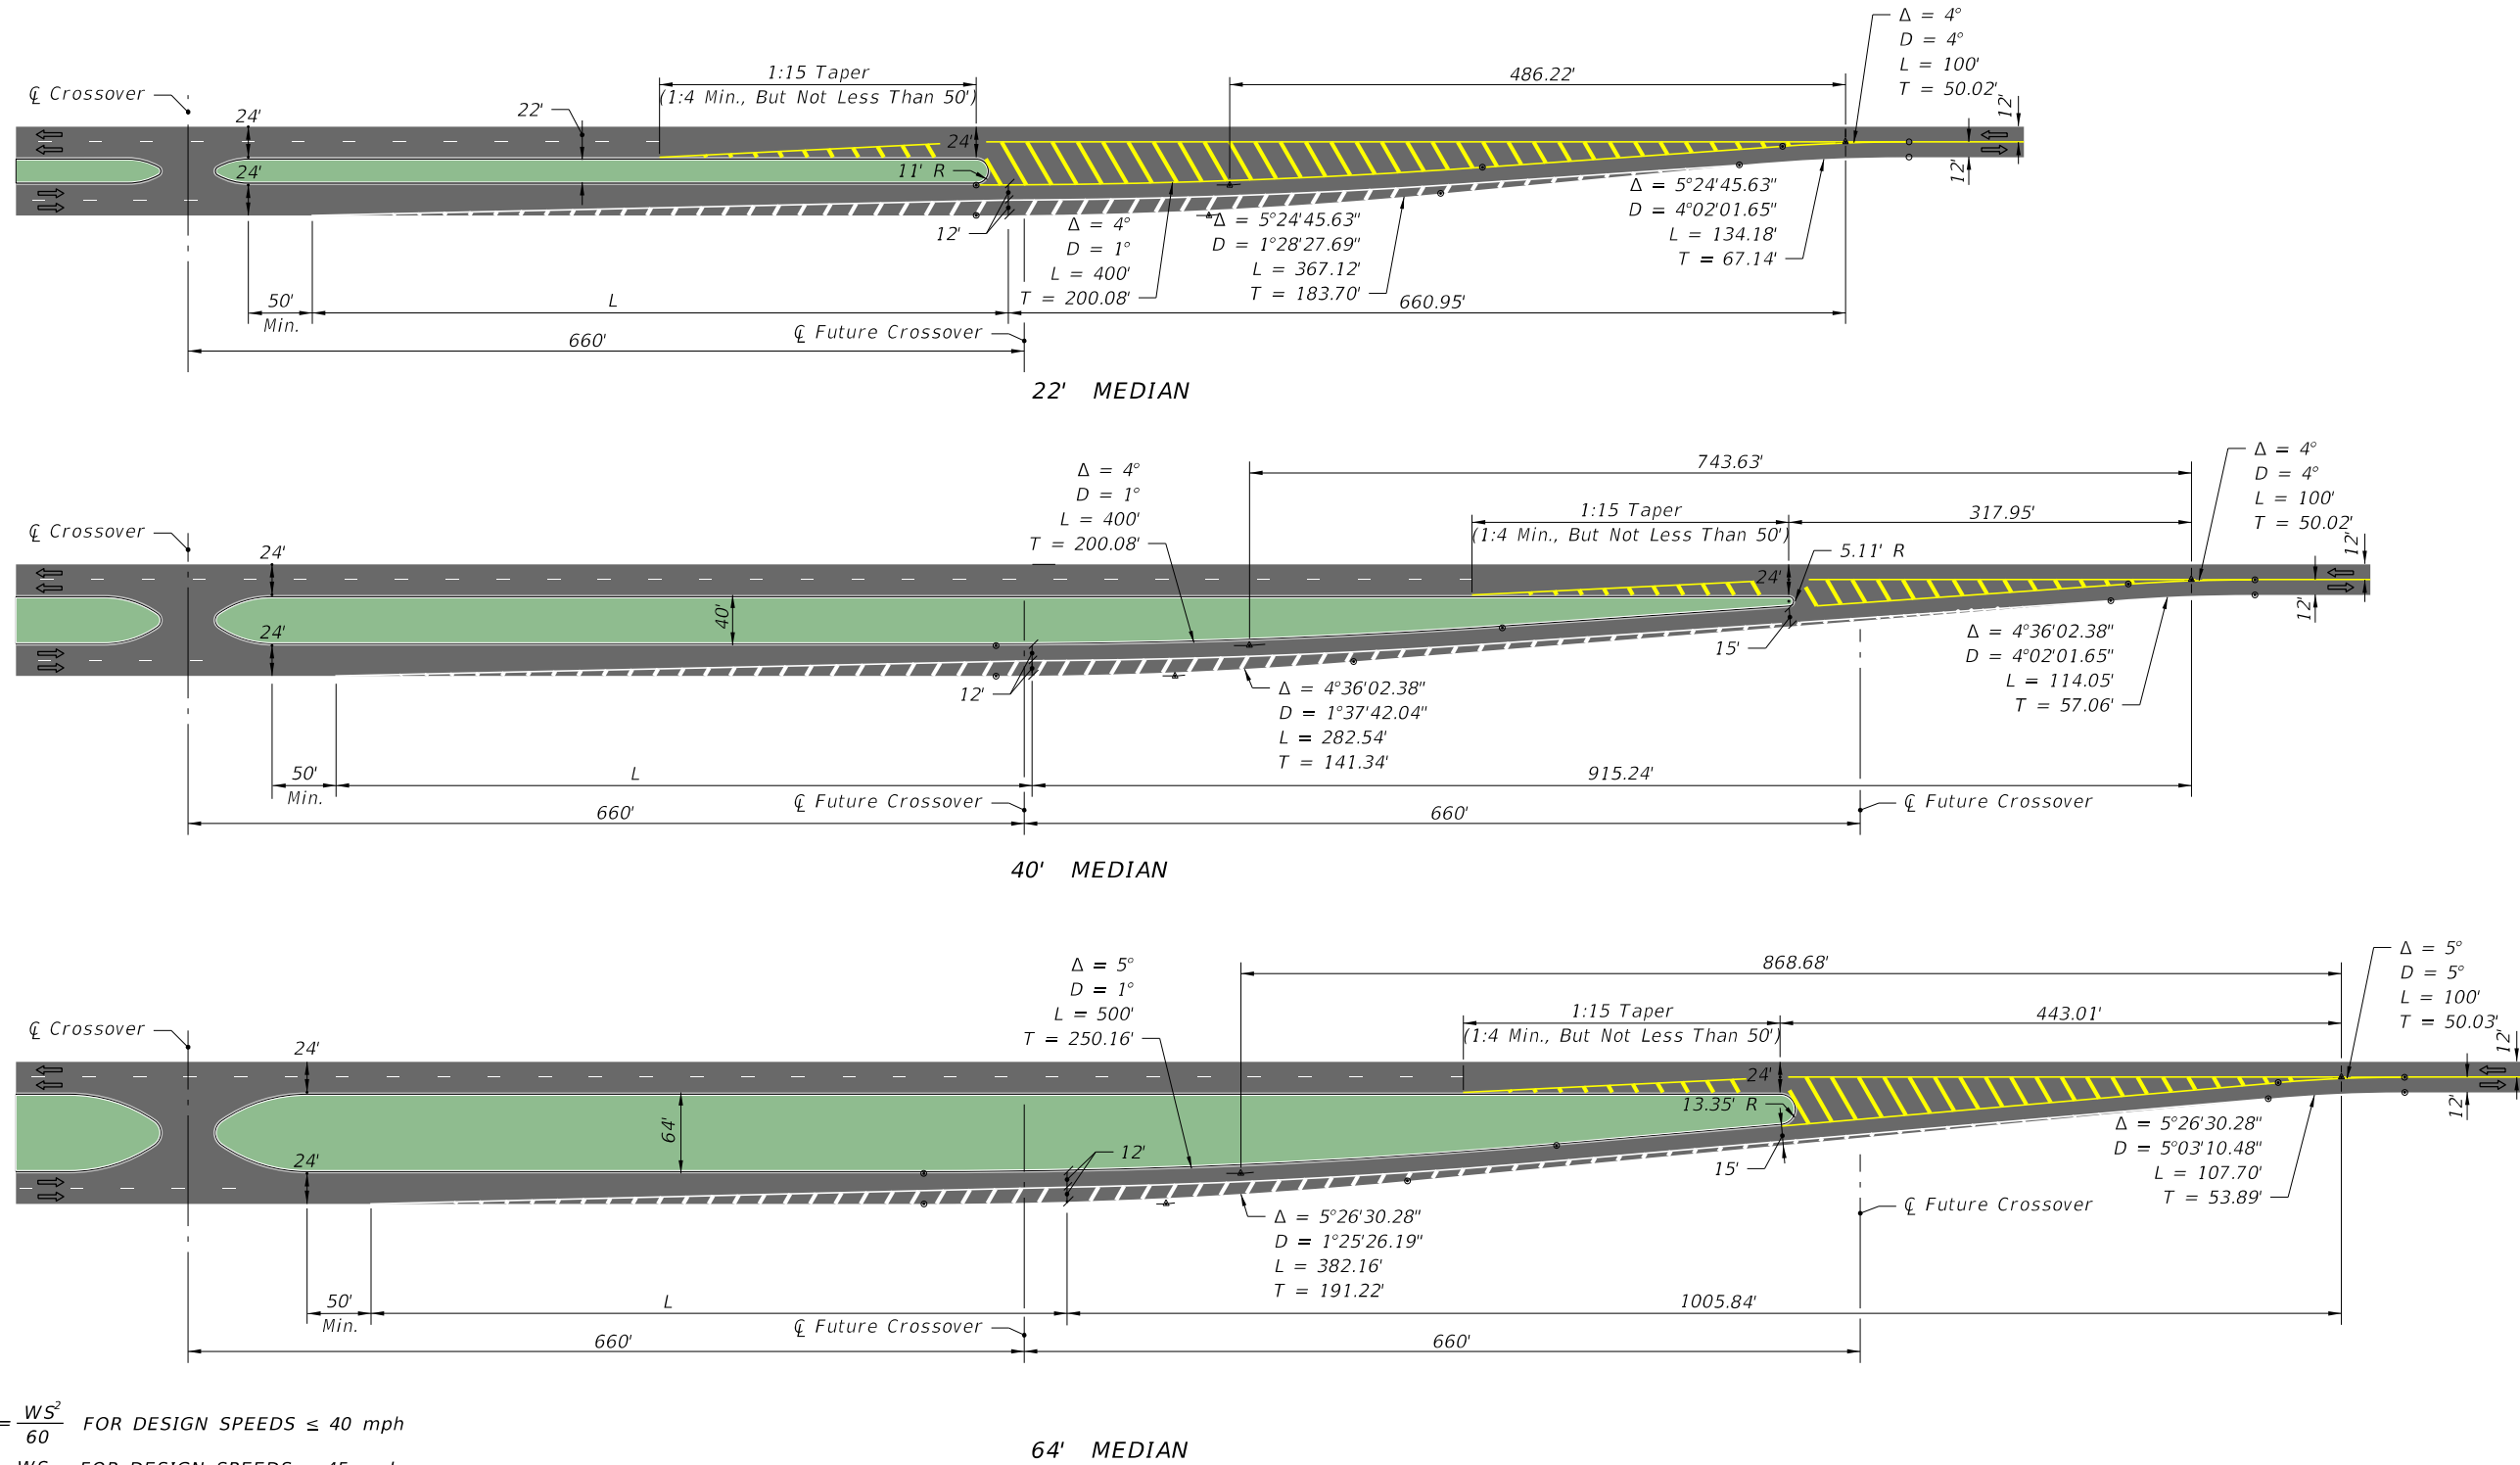 Δ = 4°
D = 4°
L = 100'
T = 50.02'
1:15 Taper
(1:4 Min., But Not Less Than 50')
486.22'
℄ Crossover
22'
24'
24'
12'
24'
11' R
12'
12'
Δ = 4°
D = 1°
L = 400'
T = 200.08'
Δ = 5°24'45.63"
D = 1°28'27.69"
L = 367.12'
T = 183.70'
Δ = 5°24'45.63"
D = 4°02'01.65"
L = 134.18'
T = 67.14'
50'
Min.
L
660.95'
℄ Future Crossover
660'
22' MEDIAN
Δ = 4°
D = 1°
L = 400'
T = 200.08'
743.63'
Δ = 4°
D = 4°
L = 100'
T = 50.02'
1:15 Taper
(1:4 Min., But Not Less Than 50')
317.95'
℄ Crossover
24'
5.11' R
12'
24'
40'
24'
12'
15'
12'
Δ = 4°36'02.38"
D = 1°37'42.04"
L = 282.54'
T = 141.34'
Δ = 4°36'02.38"
D = 4°02'01.65"
L = 114.05'
T = 57.06'
50'
Min.
L
915.24'
℄ Future Crossover
℄ Future Crossover
660'
660'
40' MEDIAN
Δ = 5°
D = 1°
L = 500'
T = 250.16'
868.68'
Δ = 5°
D = 5°
L = 100'
T = 50.03'
1:15 Taper
(1:4 Min., But Not Less Than 50')
443.01'
℄ Crossover
24'
12'
24'
13.35' R
64'
24'
12'
15'
12'
Δ = 5°26'30.28"
D = 1°25'26.19"
L = 382.16'
T = 191.22'
Δ = 5°26'30.28"
D = 5°03'10.48"
L = 107.70'
T = 53.89'
℄ Future Crossover
50'
Min.
L
1005.84'
℄ Future Crossover
660'
660'
= WS²
60
FOR DESIGN SPEEDS ≤ 40 mph
64' MEDIAN